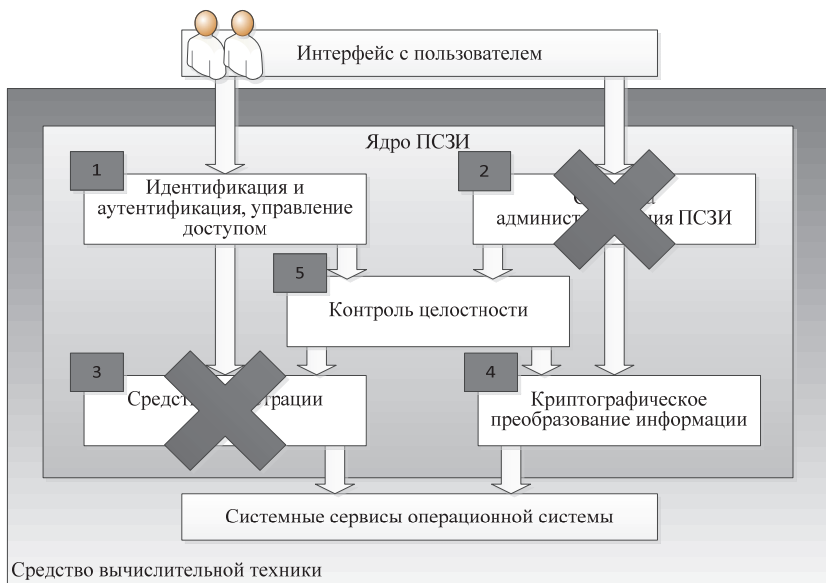 Интерфейс с пользователем
Ядро ПСЗИ
1
Идентификация и
аутентификация, управление
доступом
2
ПСЗИ
5
Контроль целостности
3
4
Криптографическое
преобразование информации
Системные сервисы операционной системы
Средство вычислительной техники